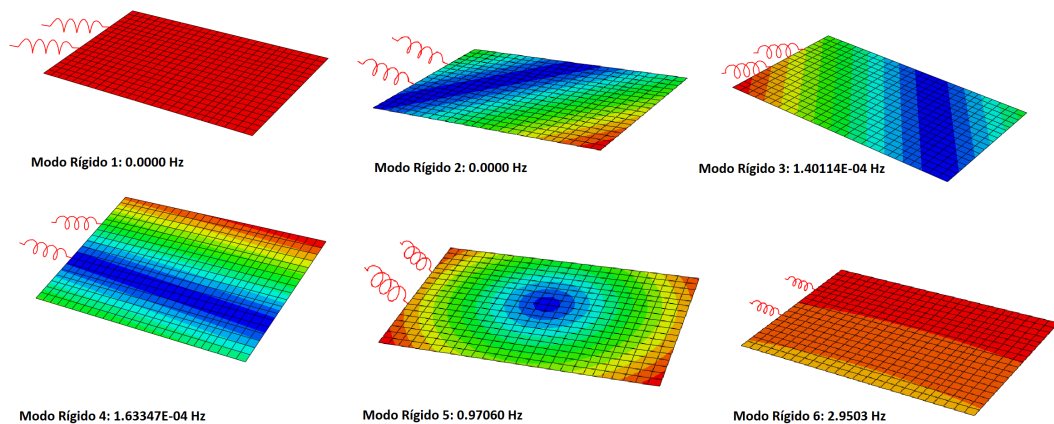 Modo Rígido 1: 0.0000 Hz
Modo Rígido 2: 0.0000 Hz
Modo Rígido 3: 1.40114E-04 Hz
Modo Rígido 4: 1.63347E-04 Hz
Modo Rígido 5: 0.97060 Hz
Modo Rígido 6: 2.9503 Hz